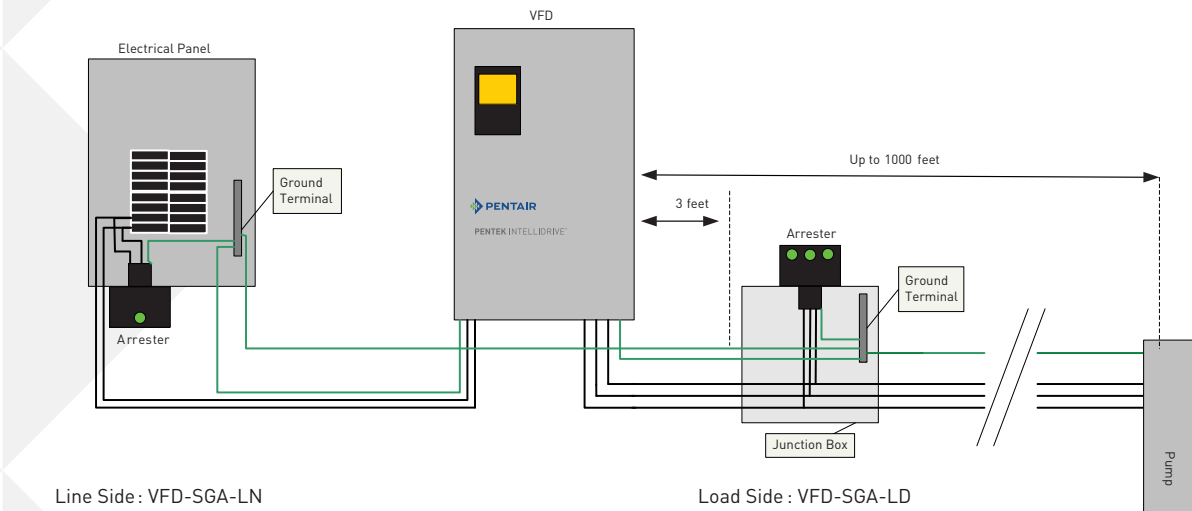 VFD
Electrical Panel
Up to 1000 feet
Ground
Terminal
3 feet
PENTAIR
PENTEK INTELLIDRIVE™
Arrester
Ground
Terminal
Arrester
Junction Box
Pump
Line Side : VFD-SGA-LN
Load Side : VFD-SGA-LD